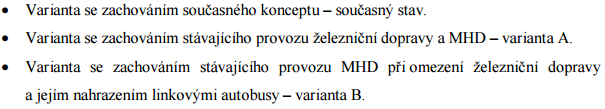 • Varianta se zachováním současného konceptu – současný stav.
• Varianta se zachováním stávajícího provozu železniční dopravy a MHD – varianta A.
• Varianta se zachováním stávajícího provozu MHD při omezení železniční dopravy
a jejím nahrazením linkovými autobusy – varianta B.